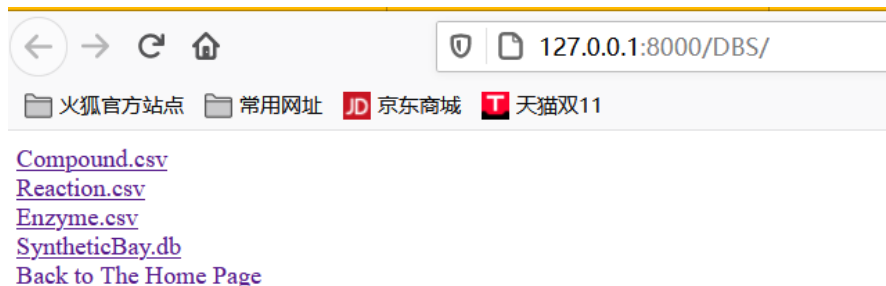 127.0.0.1:8000/DBS/
火狐官方站点 常用网址 JD 京东商城 T 天猫双11
Compound.csv
Reaction.csv
Enzyme.csv
SyntheticBay.db
Back to The Home Page